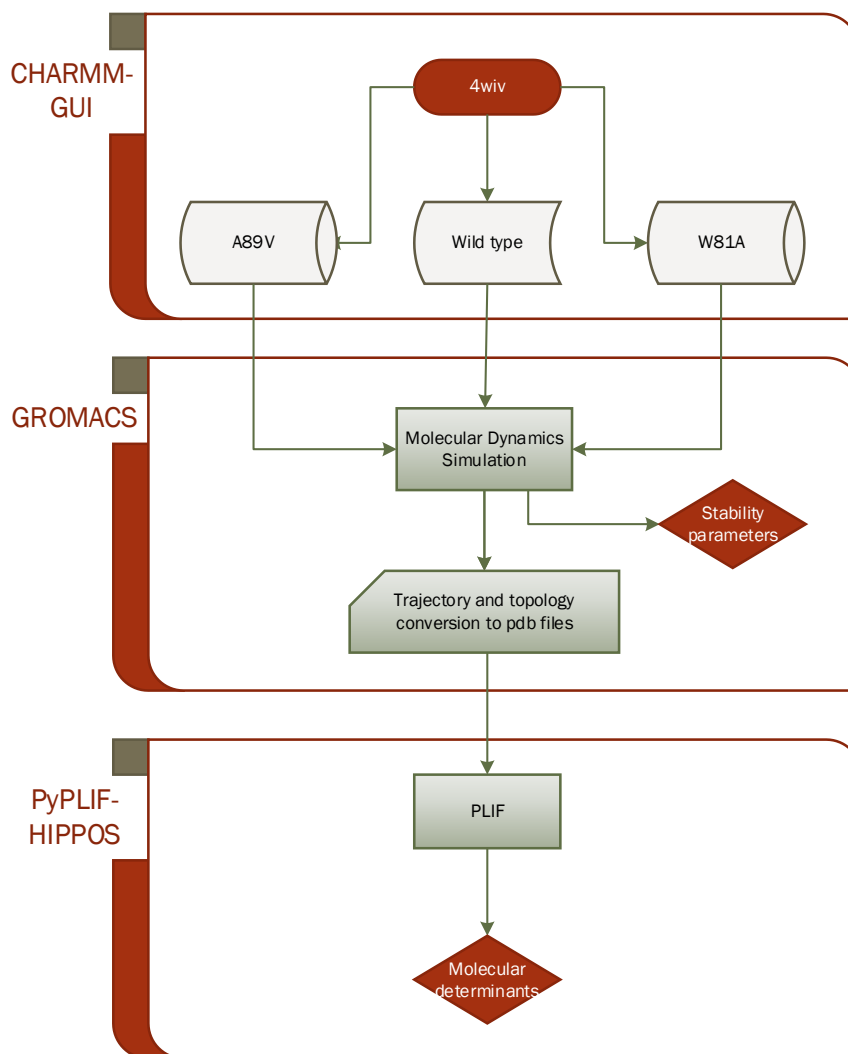 CHARMM-
GUI
4wiv
A89V
Wild type
W81A
GROMACS
Molecular Dynamics
Simulation
Stability
parameters
Trajectory and topology
conversion to pdb files
PyPLIF-
HIPPOS
PLIF
Molecular
determinants